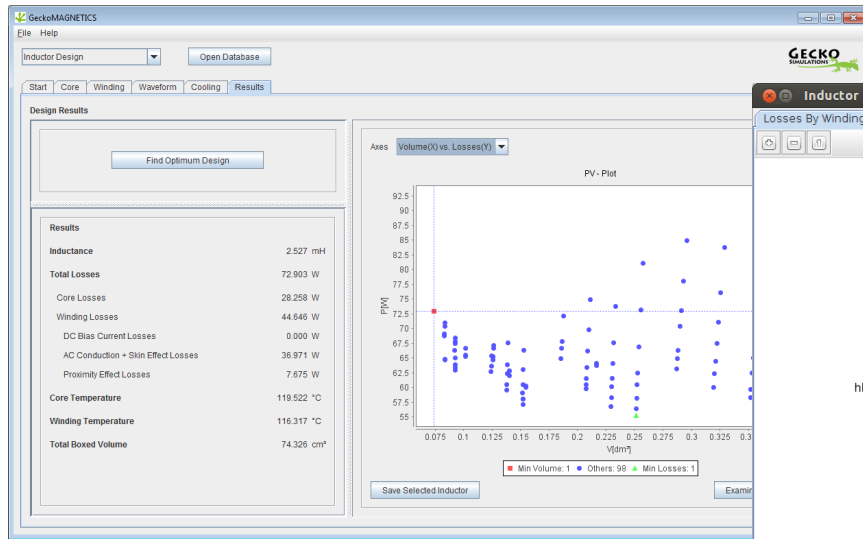 GeckoMAGNETICS
File Help
Inductor Design
Open Database
GECKO
SIMULATIONS
Start Core Winding Waveform Cooling Results
Inductor
Losses By Winding
Design Results
Find Optimum Design
Axes Volume(X) vs. Losses(Y)
PV - Plot
Results
Inductance 2.527 mH
Total Losses 72.903 W
Core Losses 28.258 W
Winding Losses 44.646 W
DC Bias Current Losses 0.000 W
AC Conduction + Skin Effect Losses 36.971 W
Proximity Effect Losses 7.675 W
Core Temperature 119.522 °C
Winding Temperature 116.317 °C
Total Boxed Volume 74.326 cm³
P[W]
92.5
90
87.5
85
82.5
80
77.5
75
72.5
70
67.5
65
62.5
60
57.5
55
0.075 0.1 0.125 0.15 0.175 0.2 0.225 0.25 0.275 0.3 0.325 0.3
V[dm³]
Min Volume: 1 Others: 98 Min Losses: 1
Save Selected Inductor
Examin